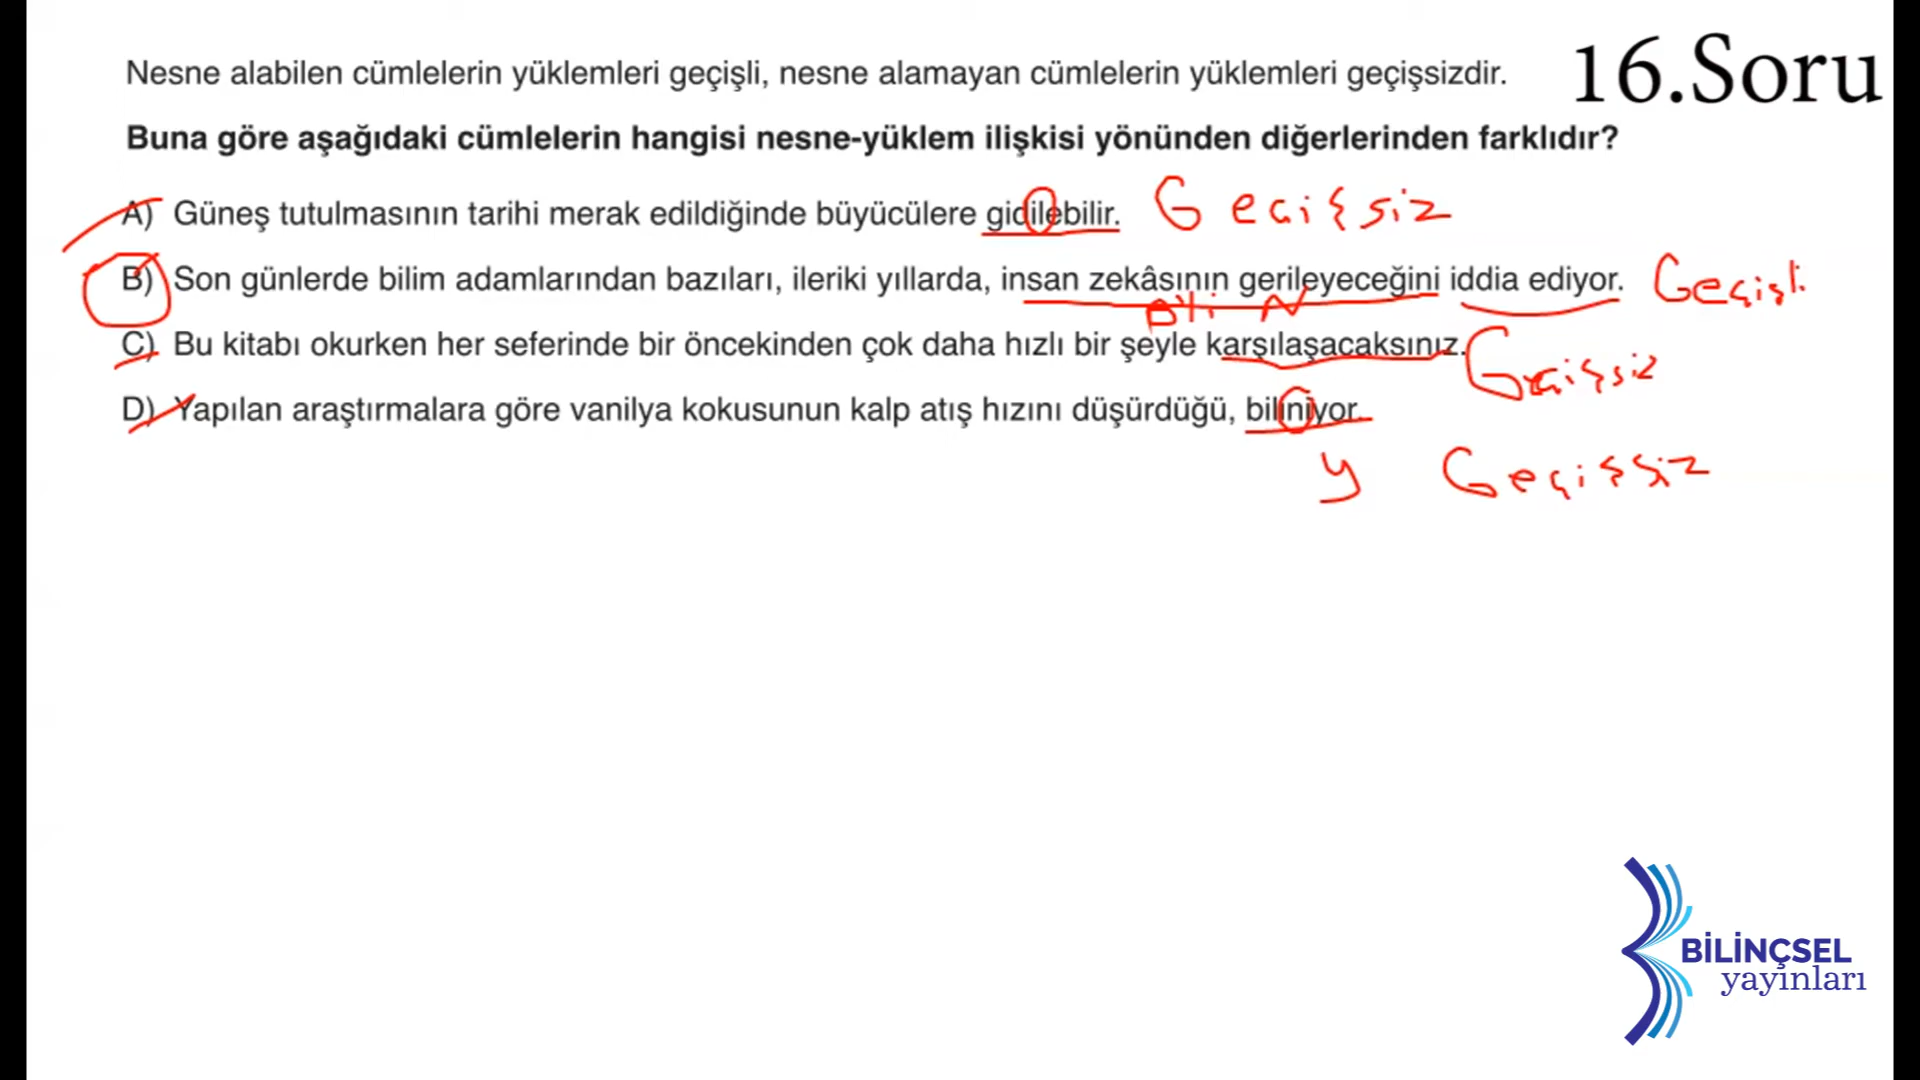 16.Soru
Nesne alabilen cümlelerin yüklemleri geçişli, nesne alamayan cümlelerin yüklemleri geçişsizdir.
Buna göre aşağıdaki cümlelerin hangisi nesne-yüklem ilişkisi yönünden diğerlerinden farklıdır?
A) Güneş tutulmasının tarihi merak edildiğinde büyücülere gidilebilir. Geçişsiz
B) Son günlerde bilim adamlarından bazıları, ileriki yıllarda, insan zekâsının gerileyeceğini iddia ediyor. Geçişli
Bli N
C) Bu kitabı okurken her seferinde bir öncekinden çok daha hızlı bir şeyle karşılaşacaksınız. Geçişsiz
D) Yapılan araştırmalara göre vanilya kokusunun kalp atış hızını düşürdüğü, biliniyor.
y Geçişsiz
BİLİNÇSEL
yayınları